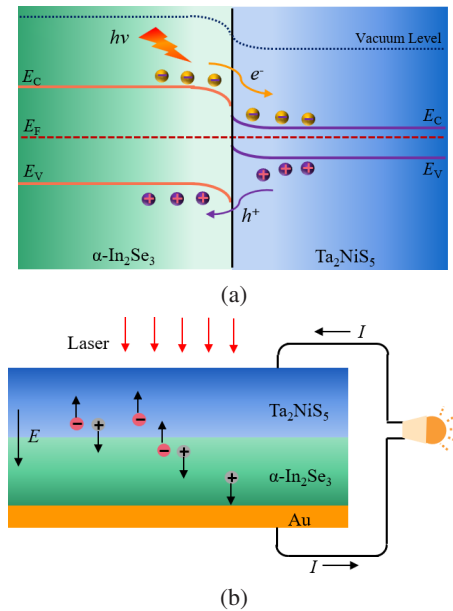 hν
Vacuum Level
E_C
e⁻
E_C
E_F
E_V
E_V
h⁺
α-In₂Se₃
Ta₂NiS₅
(a)
Laser
I
Ta₂NiS₅
E
α-In₂Se₃
Au
I
(b)